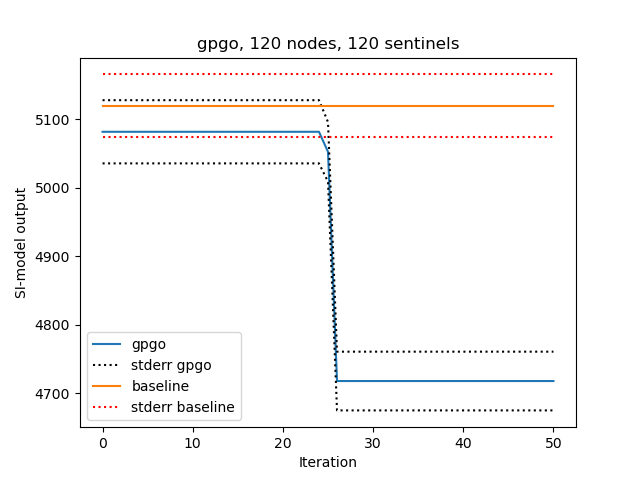 gpgo, 120 nodes, 120 sentinels
5100
5000
4900
4800
4700
SI-model output
gpgo
stderr gpgo
baseline
stderr baseline
0 10 20 30 40 50
Iteration